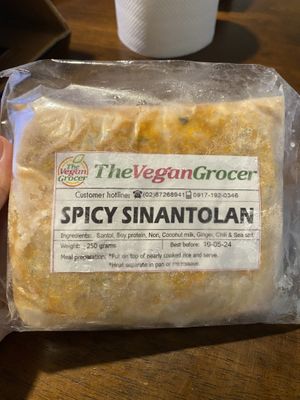 The
Vegan
Grocer
TheVeganGrocer
Customer hotline: ☎(02)87268941 0917-192-0346
SPICY SINANTOLAN
Ingredients: Santol, Soy protein, Nori, Coconut milk, Ginger, Chili & Sea salt
Weight: 250 grams Best before: 19-05-24
Meal preparation: *Put on top of nearly cooked rice and serve.
*Heat separate in pan or microwave